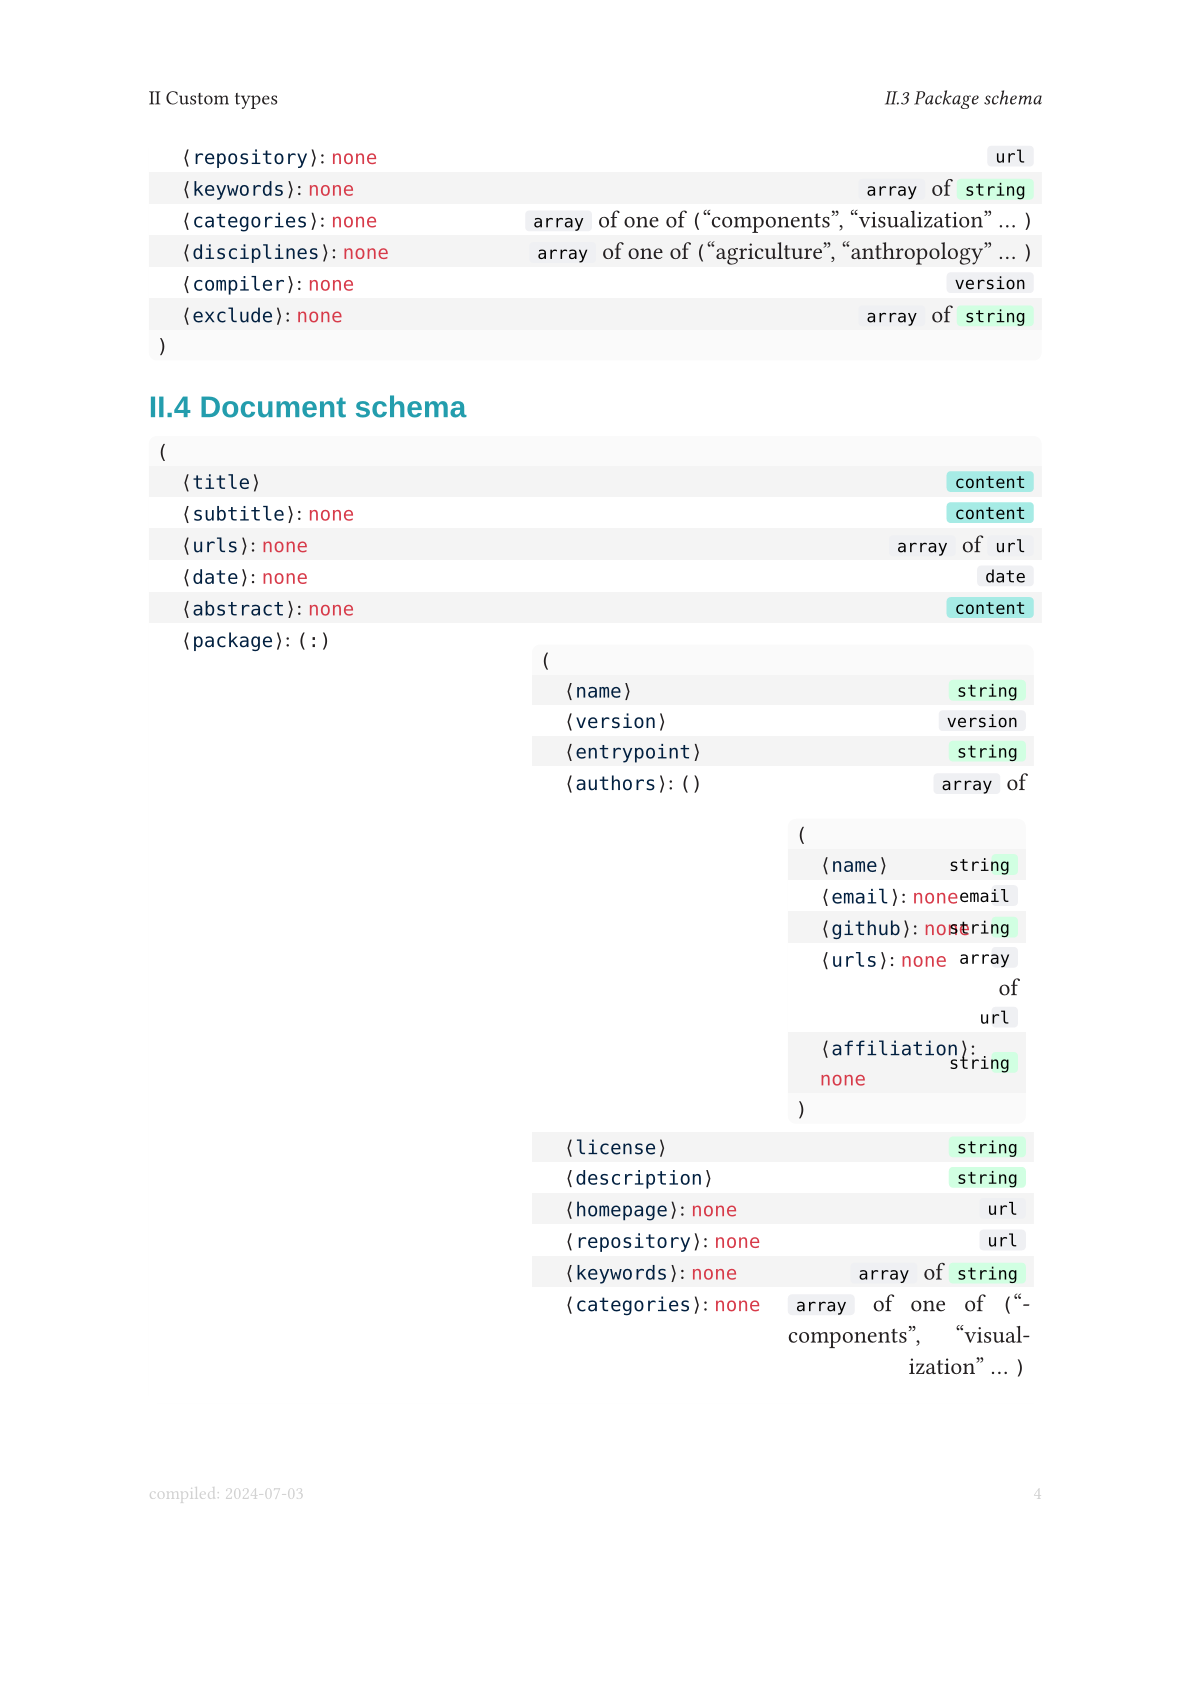 II Custom types II.3 Package schema
⟨repository⟩: none url
⟨keywords⟩: none array of string
⟨categories⟩: none array of one of (“components”, “visualization” … )
⟨disciplines⟩: none array of one of (“agriculture”, “anthropology” … )
⟨compiler⟩: none version
⟨exclude⟩: none array of string
)
II.4 Document schema
(
⟨title⟩ content
⟨subtitle⟩: none content
⟨urls⟩: none array of url
⟨date⟩: none date
⟨abstract⟩: none content
⟨package⟩: (:)
(
⟨name⟩ string
⟨version⟩ version
⟨entrypoint⟩ string
⟨authors⟩: () array of
(
⟨name⟩ string
⟨email⟩: none email
⟨github⟩: none string
⟨urls⟩: none array
of
url
⟨affiliation⟩:
string
none
)
⟨license⟩ string
⟨description⟩ string
⟨homepage⟩: none url
⟨repository⟩: none url
⟨keywords⟩: none array of string
⟨categories⟩: none array of one of (“-
components”, “visual-
ization” … )
compiled: 2024-07-03 4